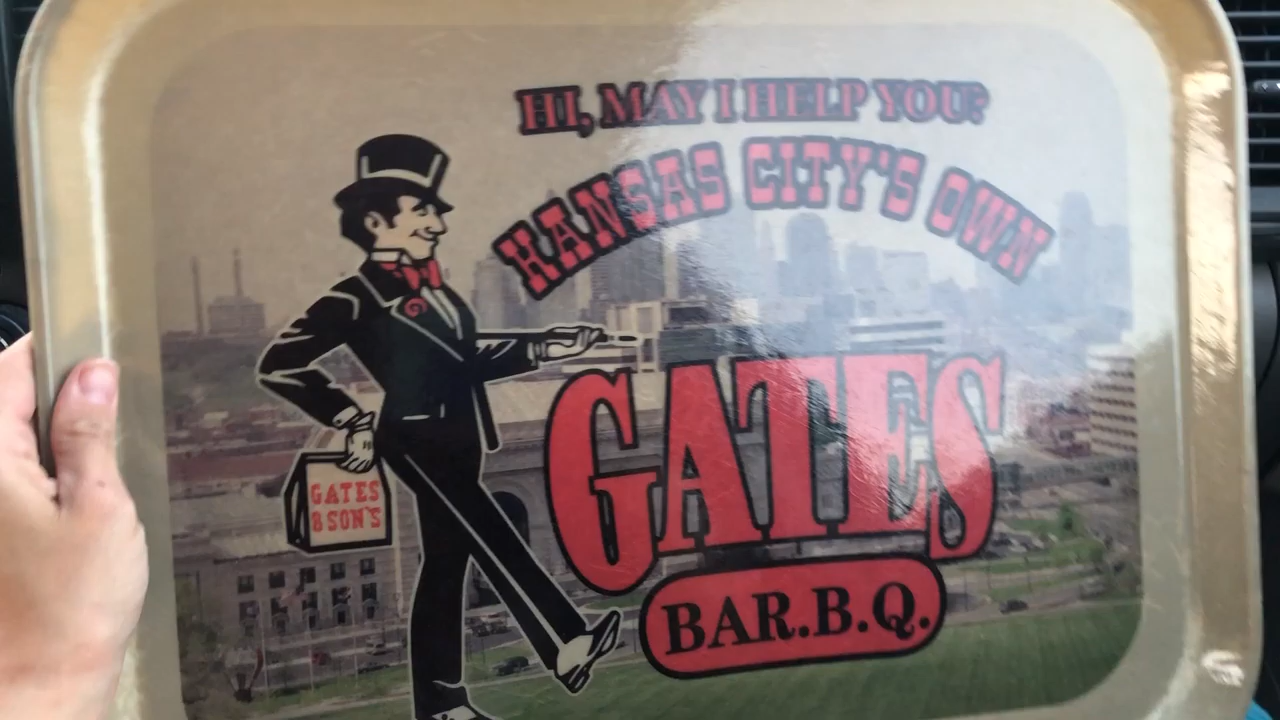 HI, MAY I HELP YOU?
KANSAS CITY'S OWN
GATES
BAR.B.Q.
GATES
& SON'S